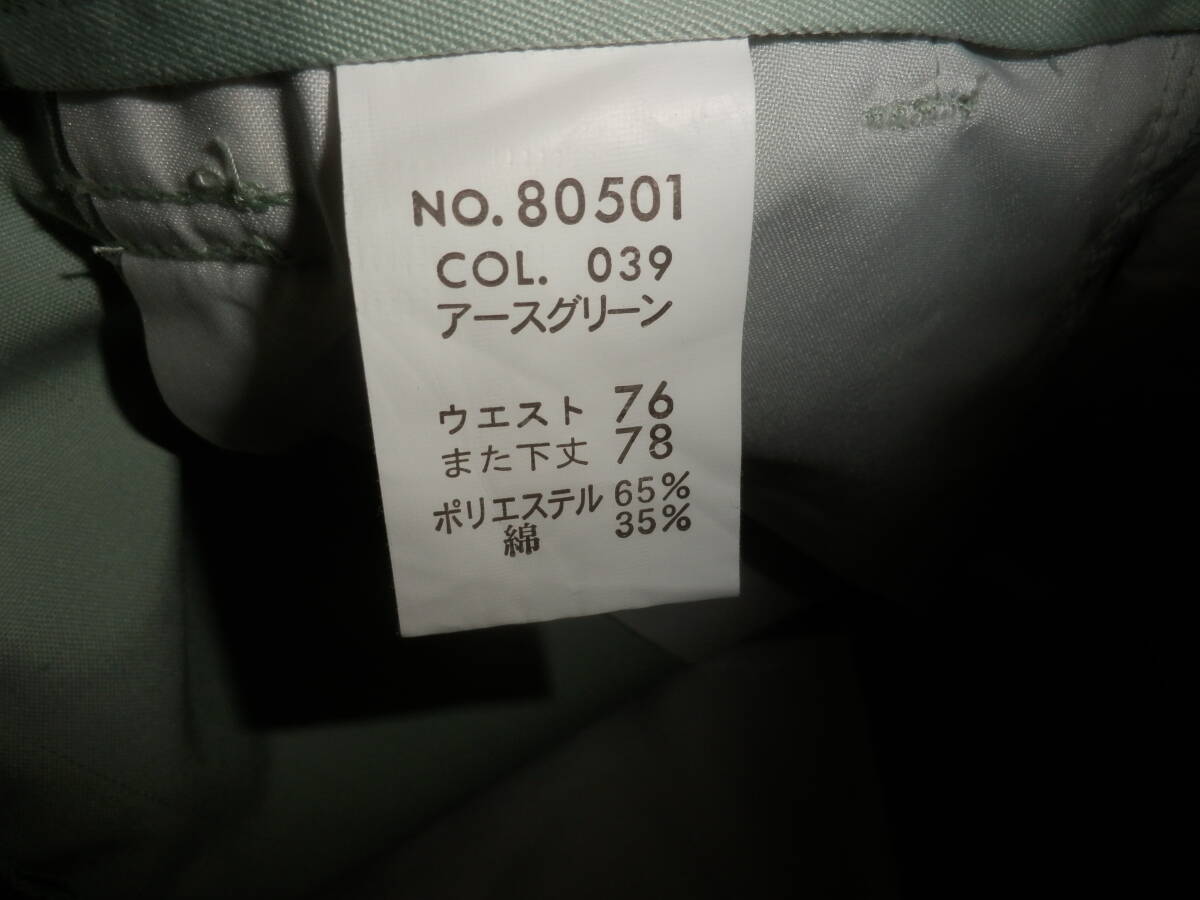 NO. 80501
COL. 039
アースグリーン
ウエスト 76
また下丈 78
ポリエステル 65%
綿 35%